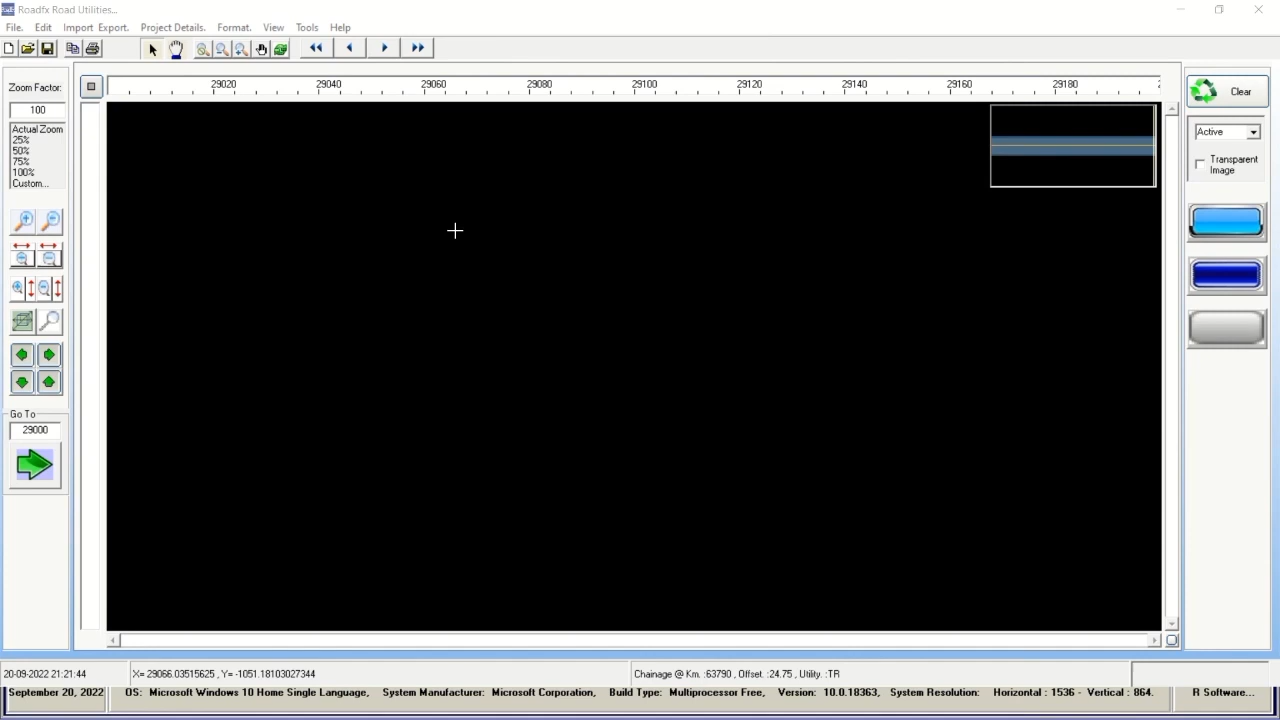 Roadfx Road Utilities...
File. Edit Import Export. Project Details. Format. View Tools Help
Zoom Factor:
100
Actual Zoom
25%
50%
75%
100%
Custom...
Go To
29000
29020 29040 29060 29080 29100 29120 29140 29160 29180
Clear
Active
Transparent
Image
20-09-2022 21:21:44 X= 29066.03515625 , Y= -1051.18103027344 Chainage @ Km. :63790 , Offset. :24.75 , Utility. :TR
September 20, 2022 OS: Microsoft Windows 10 Home Single Language, System Manufacturer: Microsoft Corporation, Build Type: Multiprocessor Free, Version: 10.0.18363, System Resolution: Horizontal : 1536 - Vertical : 864. R Software...